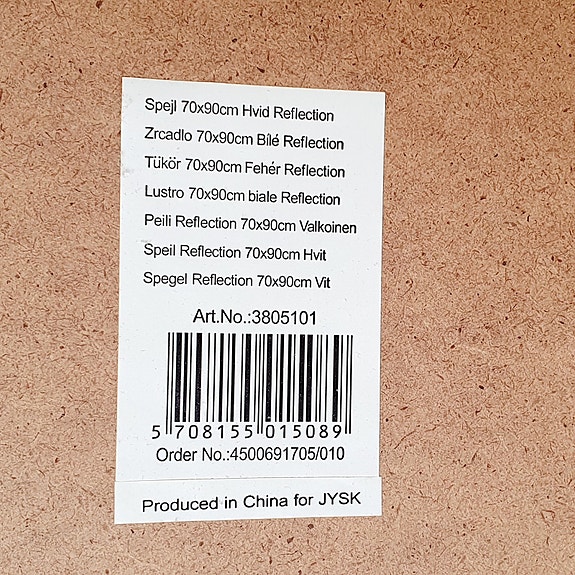 Spejl 70x90cm Hvid Reflection
Zrcadlo 70x90cm Bílé Reflection
Tükör 70x90cm Fehér Reflection
Lustro 70x90cm biale Reflection
Peili Reflection 70x90cm Valkoinen
Speil Reflection 70x90cm Hvit
Spegel Reflection 70x90cm Vit
Art.No.:3805101
5 708155 015089
Order No.:4500691705/010
Produced in China for JYSK